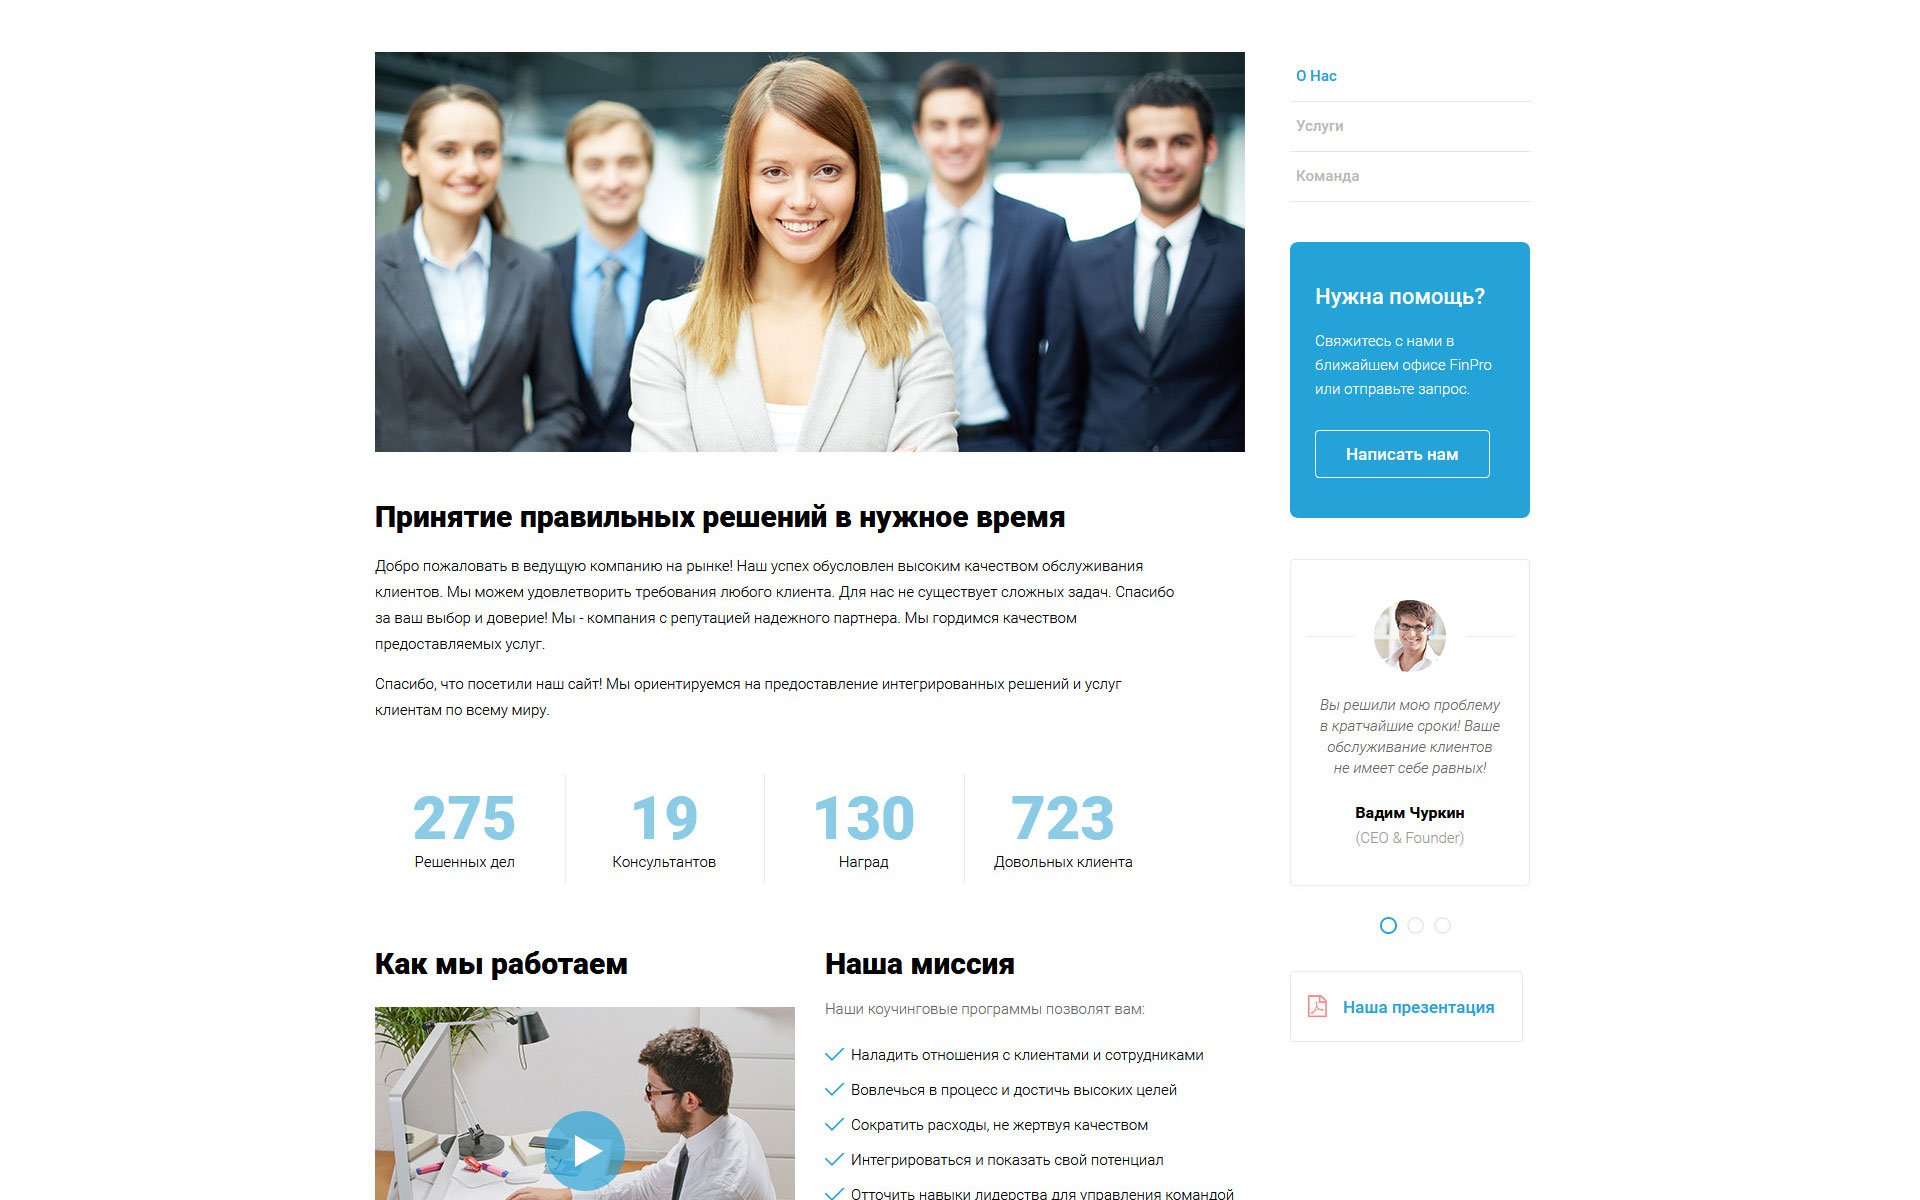 О Нас
Услуги
Команда
Нужна помощь?
Свяжитесь с нами в
ближайшем офисе FinPro
или отправьте запрос.
Написать нам
Принятие правильных решений в нужное время
Добро пожаловать в ведущую компанию на рынке! Наш успех обусловлен высоким качеством обслуживания
клиентов. Мы можем удовлетворить требования любого клиента. Для нас не существует сложных задач. Спасибо
за ваш выбор и доверие! Мы - компания с репутацией надежного партнера. Мы гордимся качеством
предоставляемых услуг.
Спасибо, что посетили наш сайт! Мы ориентируемся на предоставление интегрированных решений и услуг
клиентам по всему миру.
275
Решенных дел
19
Консультантов
130
Наград
723
Довольных клиента
Вы решили мою проблему
в кратчайшие сроки! Ваше
обслуживание клиентов
не имеет себе равных!
Вадим Чуркин
(CEO & Founder)
Наша презентация
Как мы работаем
Наша миссия
Наши коучинговые программы позволят вам:
Наладить отношения с клиентами и сотрудниками
Вовлечься в процесс и достичь высоких целей
Сократить расходы, не жертвуя качеством
Интегрироваться и показать свой потенциал
Отточить навыки лидерства для управления командой